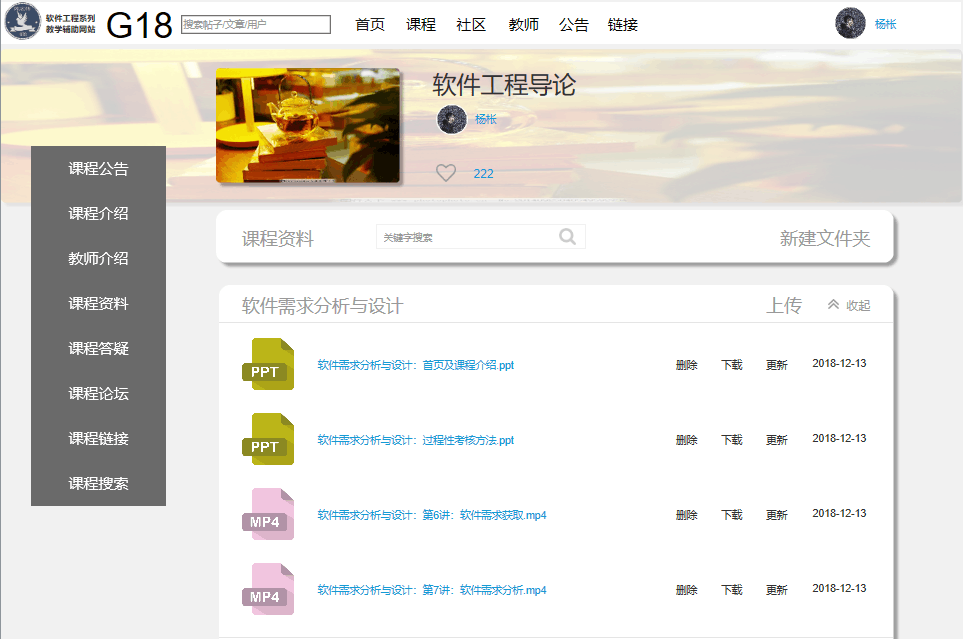 软件工程系列
教学辅助网站
G18
搜索帖子/文章/用户
首页 课程 社区 教师 公告 链接
杨枨
软件工程导论
杨枨
222
课程公告
课程介绍
教师介绍
课程资料
课程答疑
课程论坛
课程链接
课程搜索
课程资料 关键字搜索 新建文件夹
软件需求分析与设计 上传 收起
PPT 软件需求分析与设计：首页及课程介绍.ppt 删除 下载 更新 2018-12-13
PPT 软件需求分析与设计：过程性考核方法.ppt 删除 下载 更新 2018-12-13
MP4 软件需求分析与设计：第6讲：软件需求获取.mp4 删除 下载 更新 2018-12-13
MP4 软件需求分析与设计：第7讲：软件需求分析.mp4 删除 下载 更新 2018-12-13